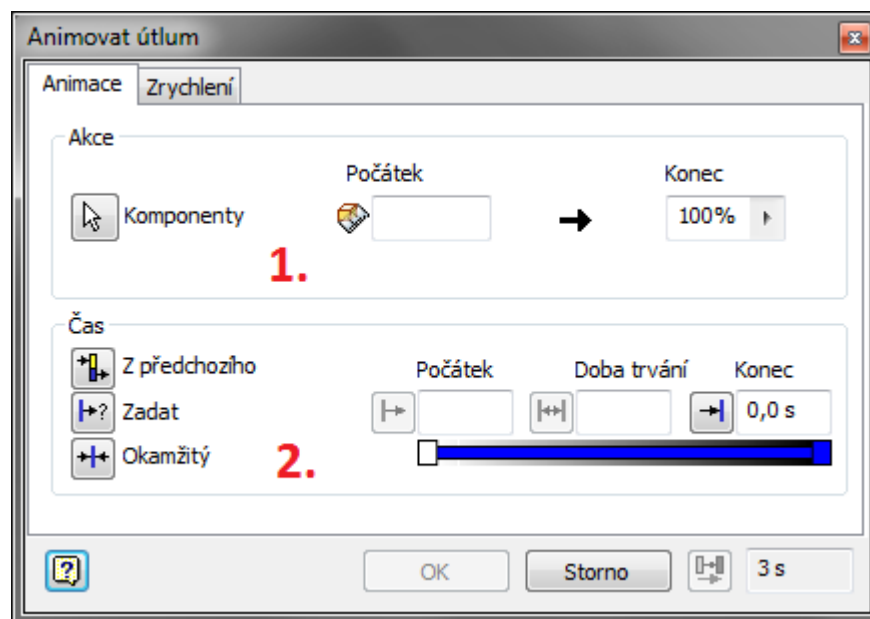 Animovat útlum
Animace Zrychlení
Akce
Počátek Konec
Komponenty 100%
1.
Čas
Z předchozího Počátek Doba trvání Konec
Zadat 0,0 s
Okamžitý 2.
OK Storno 3 s